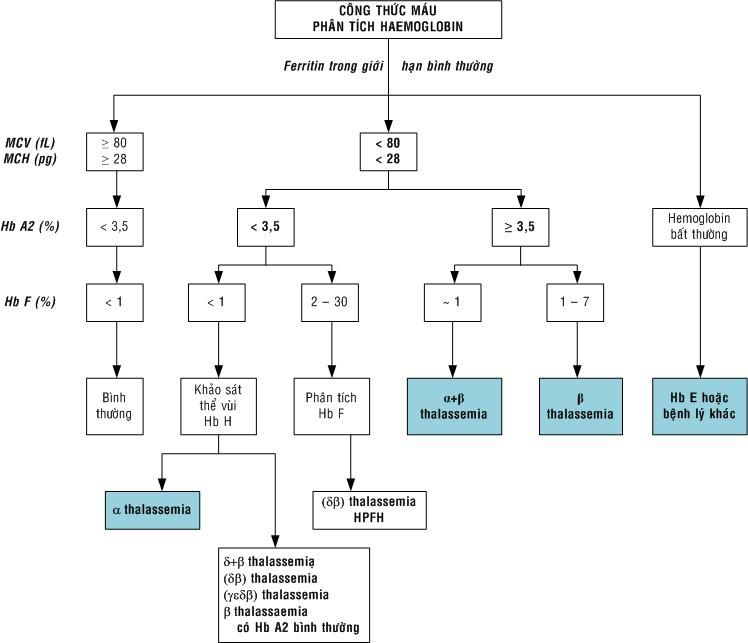 CÔNG THỨC MÁU
PHÂN TÍCH HAEMOGLOBIN
Ferritin trong giới hạn bình thường
MCV (fL)
MCH (pg)
≥ 80
≥ 28
< 80
< 28
Hb A2 (%)
< 3,5
< 3,5
≥ 3,5
Hemoglobin
bất thường
Hb F (%)
< 1
< 1
2 – 30
~ 1
1 – 7
Bình
thường
Khảo sát
thể vùi
Hb H
Phân tích
Hb F
α+β
thalassemia
β
thalassemia
Hb E hoặc
bệnh lý khác
α thalassemia
(δβ) thalassemia
HPFH
δ+β thalassemiạ
(δβ) thalassemia
(γεδβ) thalassemia
β thalassaemia
có Hb A2 bình thường